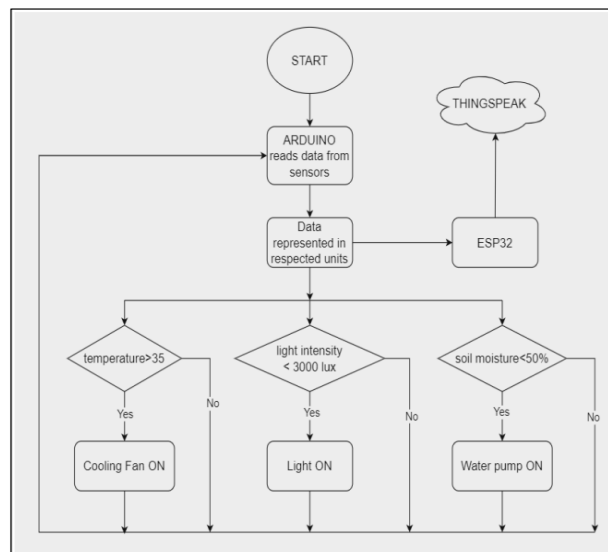 START
THINGSPEAK
ARDUINO
reads data from
sensors
Data
represented in
respected units
ESP32
temperature>35
light intensity
< 3000 lux
soil moisture<50%
Yes
No
Yes
No
Yes
No
Cooling Fan ON
Light ON
Water pump ON